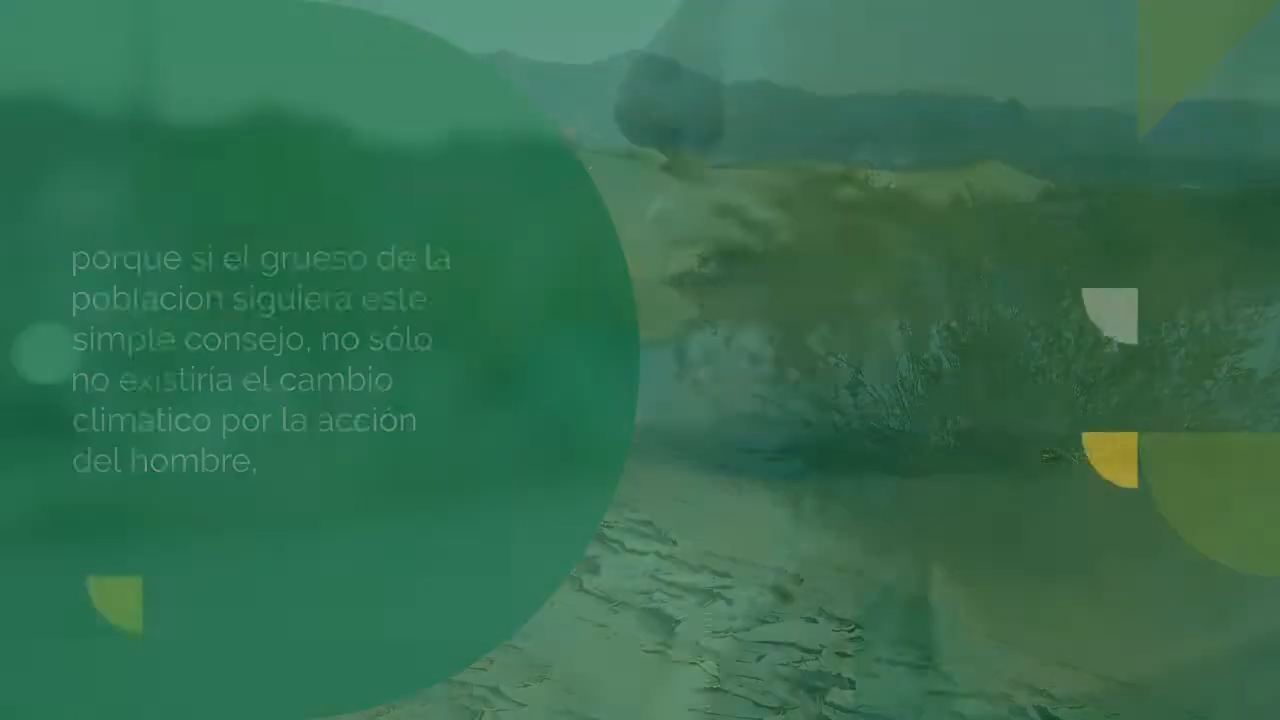 porque si el grueso de la
poblacion siguiera este
simple consejo, no sólo
no existiría el cambio
climatico por la acción
del hombre,